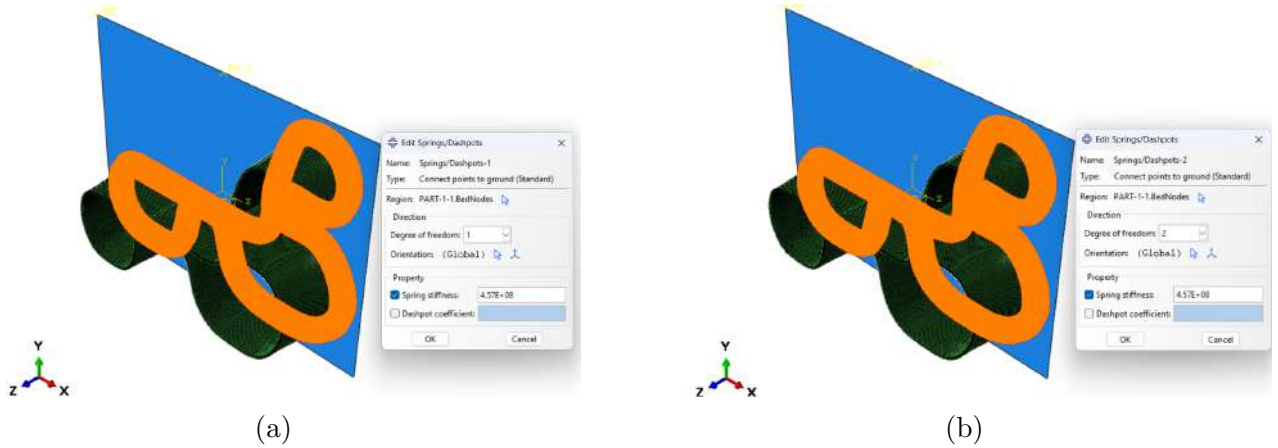 Edit Springs/Dashpots
Name: Springs/Dashpots-1
Type: Connect points to ground (Standard)
Region: PART-1-1.BedNodes
Direction
Degree of freedom: 1
Orientation: (Global)
Property
Spring stiffness: 4.57E+08
Dashpot coefficient:
OK Cancel
Y
Z X
(a)
Edit Springs/Dashpots
Name: Springs/Dashpots-2
Type: Connect points to ground (Standard)
Region: PART-1-1.BedNodes
Direction
Degree of freedom: 2
Orientation: (Global)
Property
Spring stiffness: 4.57E+08
Dashpot coefficient:
OK Cancel
Y
Z X
(b)